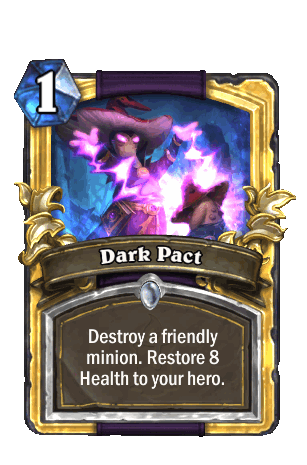 1
Dark Pact
Destroy a friendly
minion. Restore 8
Health to your hero.